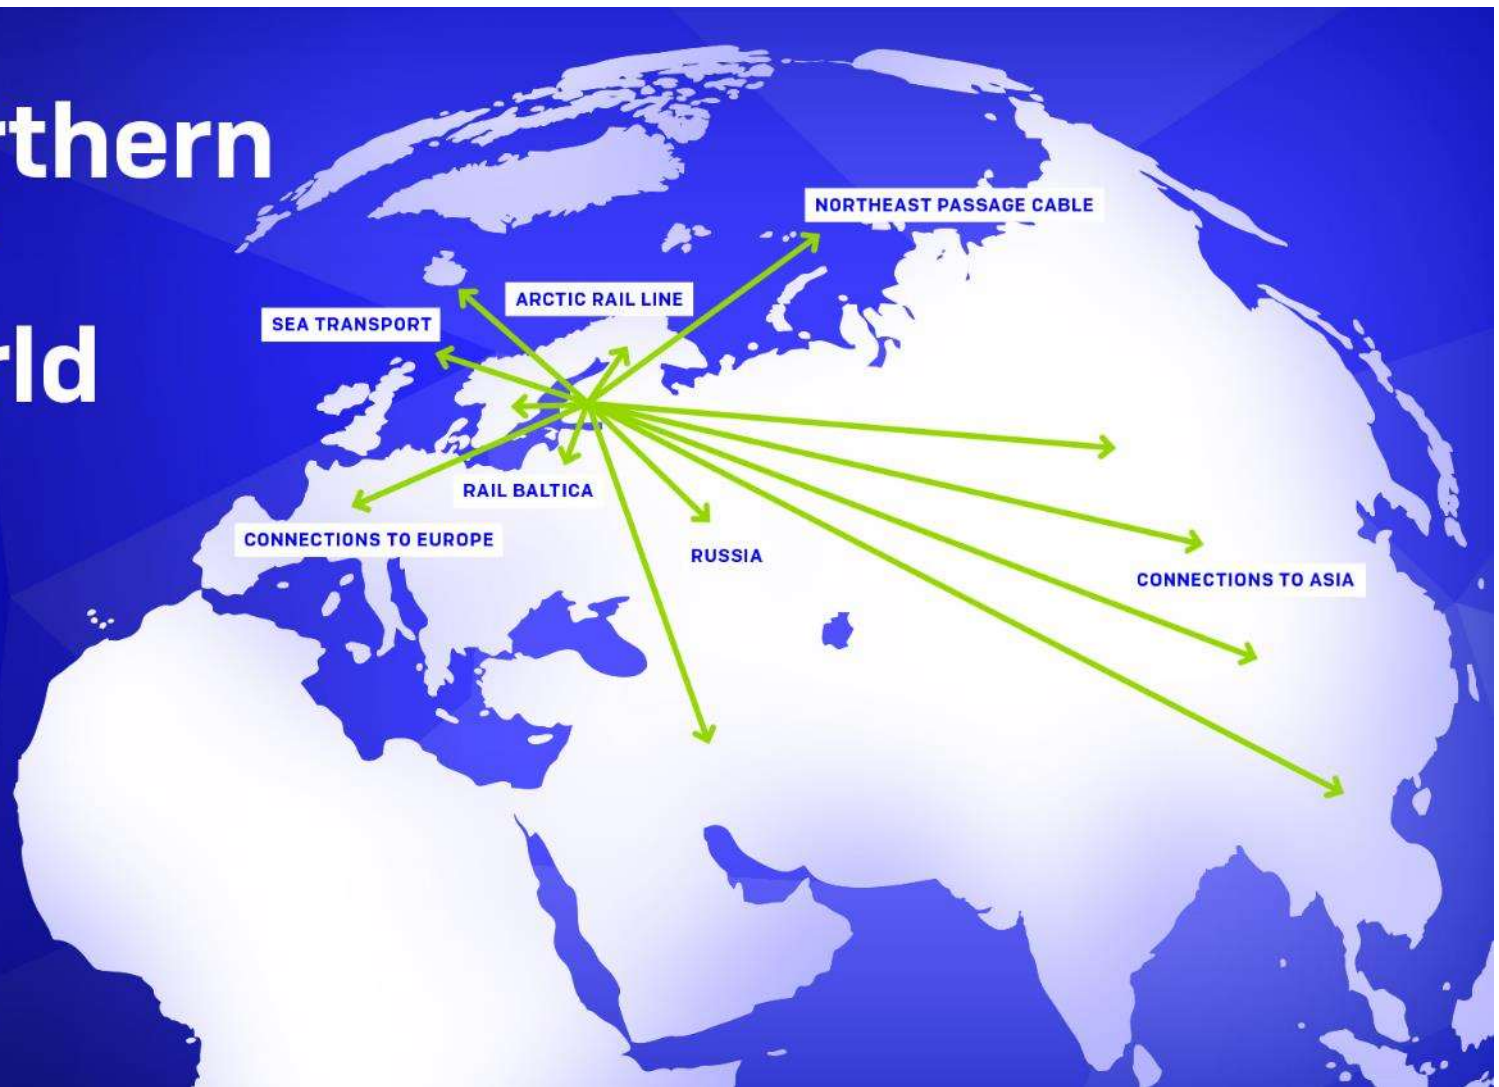 rthern
rld
NORTHEAST PASSAGE CABLE
ARCTIC RAIL LINE
SEA TRANSPORT
RAIL BALTICA
CONNECTIONS TO EUROPE
RUSSIA
CONNECTIONS TO ASIA